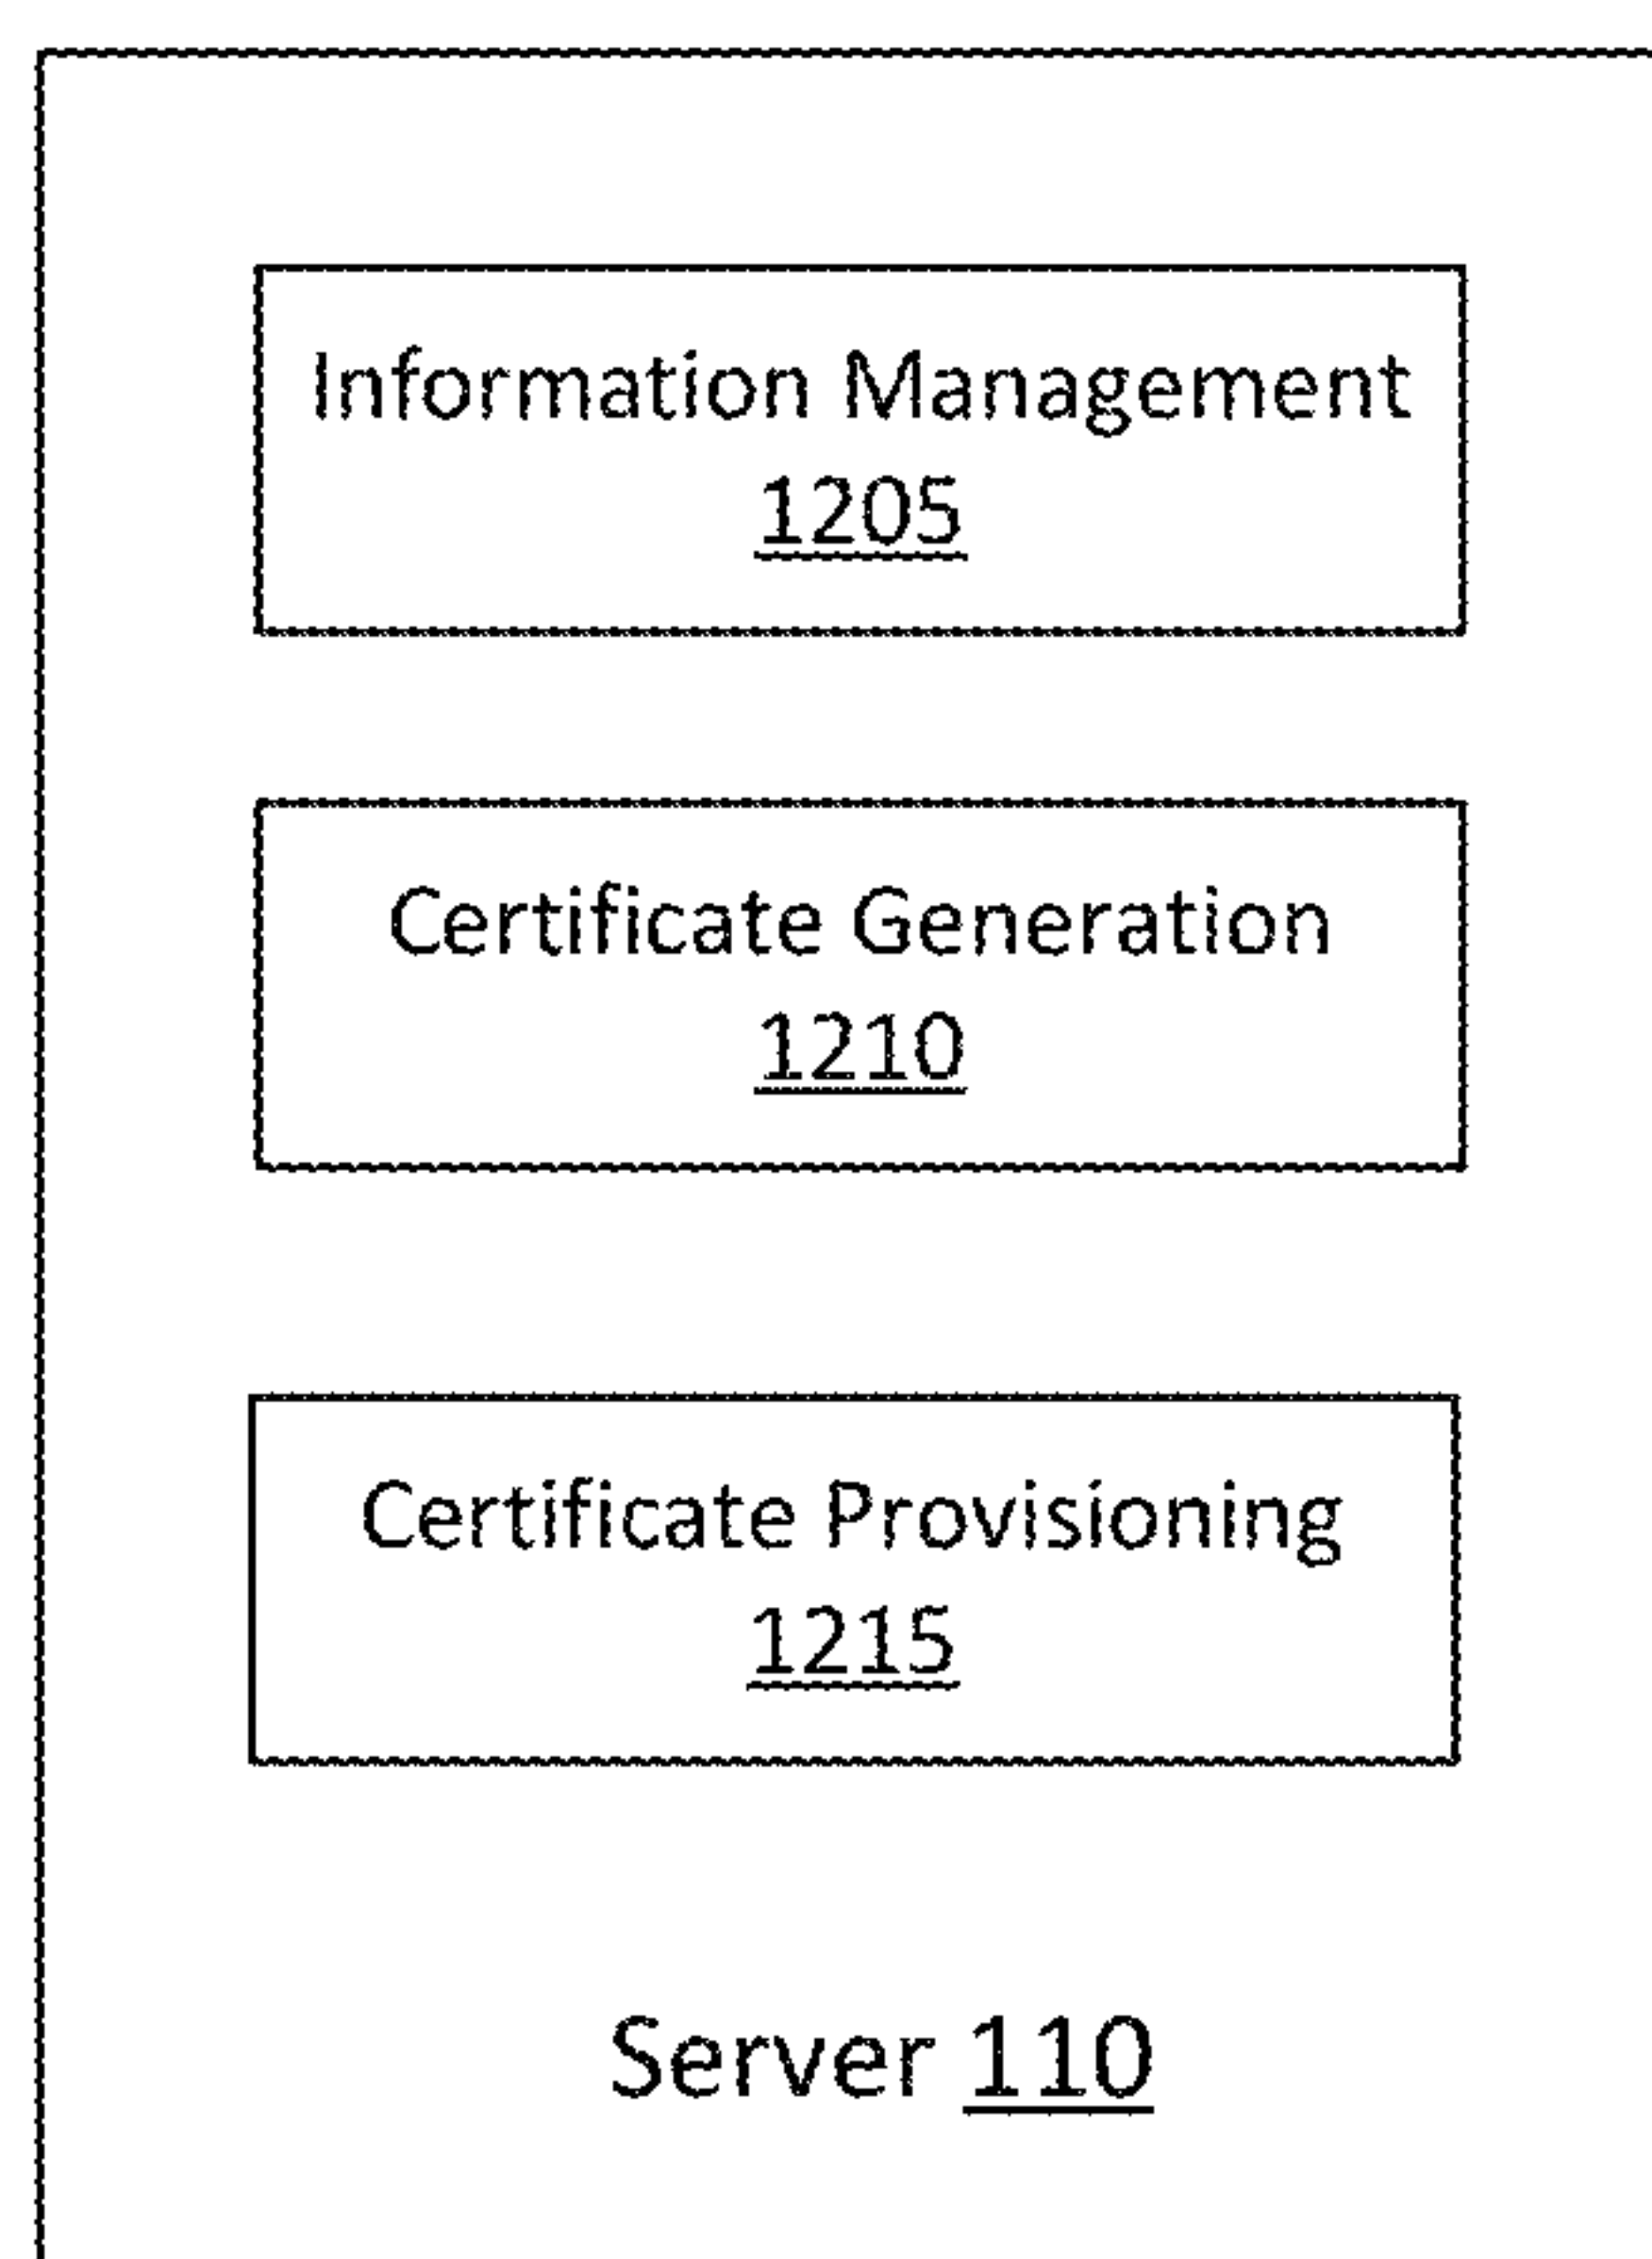 Information Management
1205
Certificate Generation
1210
Certificate Provisioning
1215
Server 110